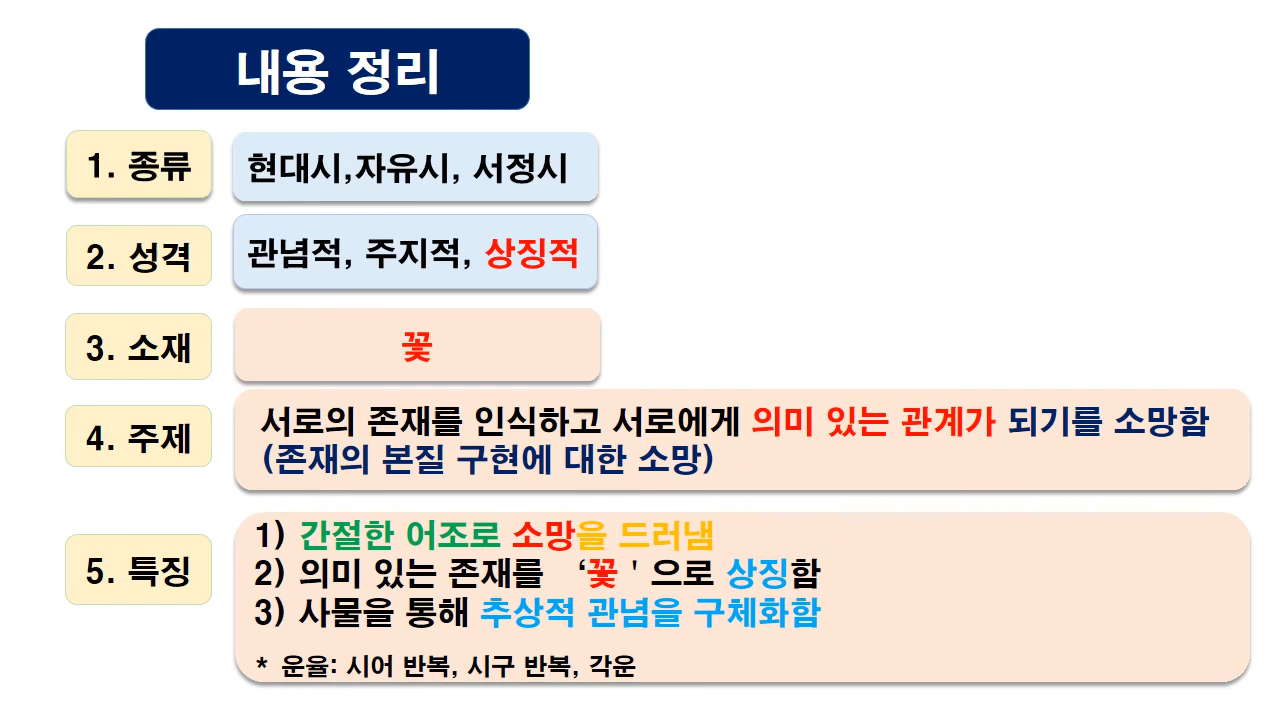 내용 정리
1. 종류
현대시,자유시, 서정시
2. 성격
관념적, 주지적, 상징적
3. 소재
꽃
4. 주제
서로의 존재를 인식하고 서로에게 의미 있는 관계가 되기를 소망함
(존재의 본질 구현에 대한 소망)
5. 특징
1) 간절한 어조로 소망을 드러냄
2) 의미 있는 존재를 ‘꽃 ' 으로 상징함
3) 사물을 통해 추상적 관념을 구체화함
* 운율: 시어 반복, 시구 반복, 각운